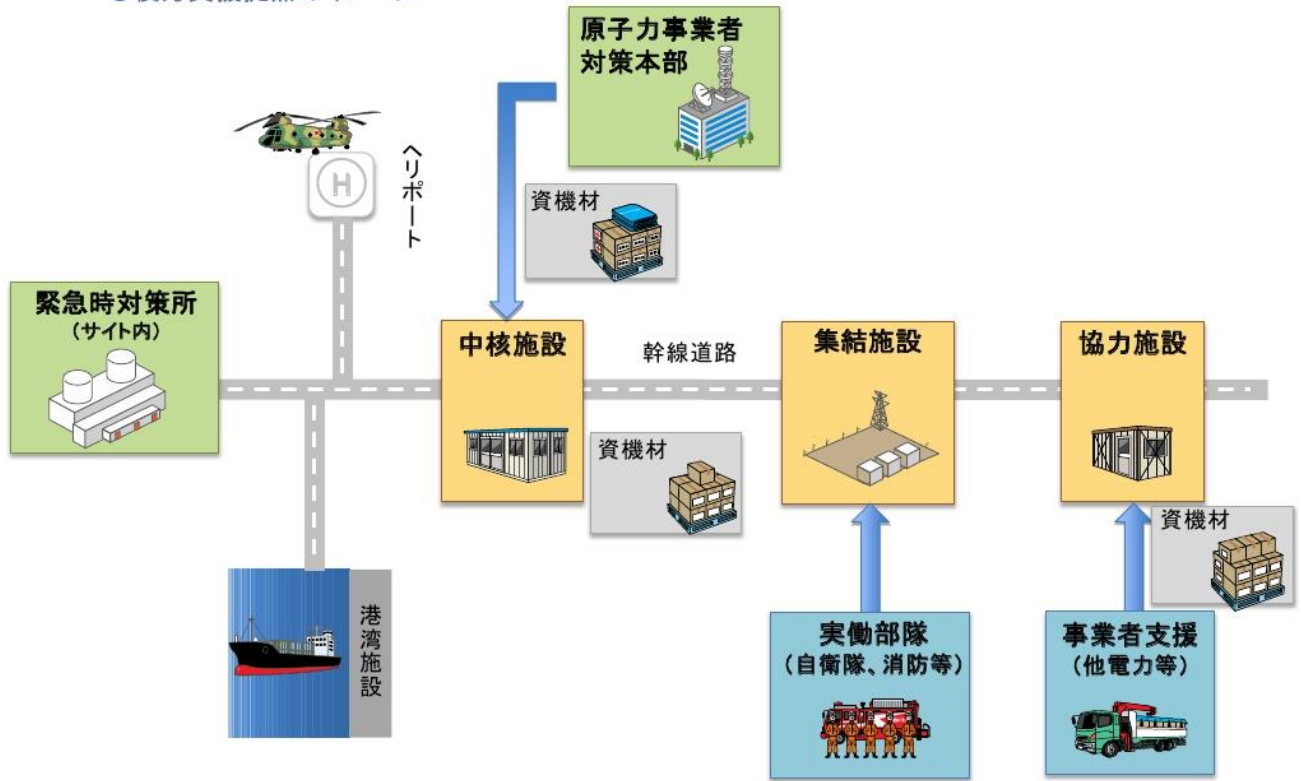 原子力事業者
対策本部
ヘリポート
資機材
緊急時対策所
(サイト内)
中核施設
幹線道路
集結施設
協力施設
資機材
資機材
港湾施設
実働部隊
(自衛隊、消防等)
事業者支援
(他電力等)
H